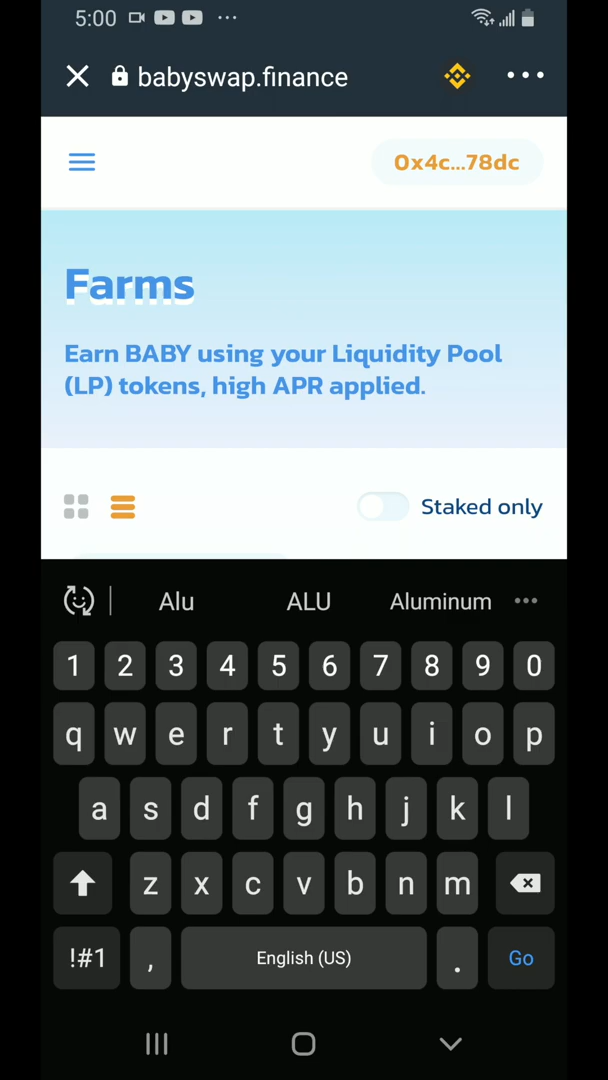 5:00
babyswap.finance
0x4c...78dc
Farms
Earn BABY using your Liquidity Pool
(LP) tokens, high APR applied.
Staked only
Alu ALU Aluminum
1 2 3 4 5 6 7 8 9 0
q w e r t y u i o p
a s d f g h j k l
z x c v b n m
!#1 , English (US) . Go